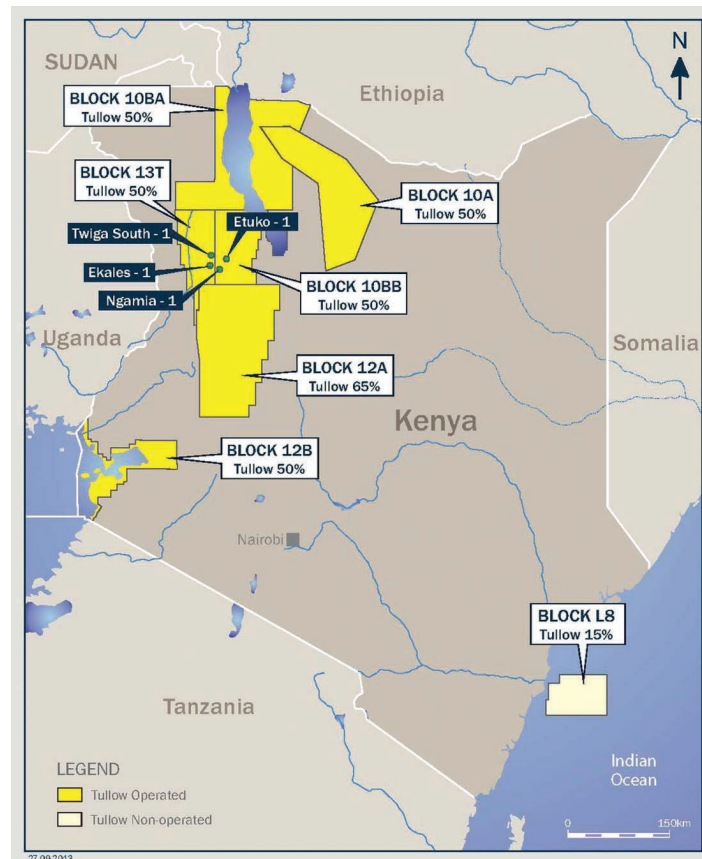 SUDAN
Ethiopia
N
BLOCK 10BA
Tullow 50%
BLOCK 13T
Tullow 50%
BLOCK 10A
Tullow 50%
Etuko - 1
Twiga South - 1
Ekales - 1
Ngamia - 1
BLOCK 10BB
Tullow 50%
Uganda
Somalia
BLOCK 12A
Tullow 65%
Kenya
BLOCK 12B
Tullow 50%
Nairobi
BLOCK L8
Tullow 15%
Tanzania
Indian
Ocean
LEGEND
Tullow Operated
Tullow Non-operated
0 150km
27.09.2013